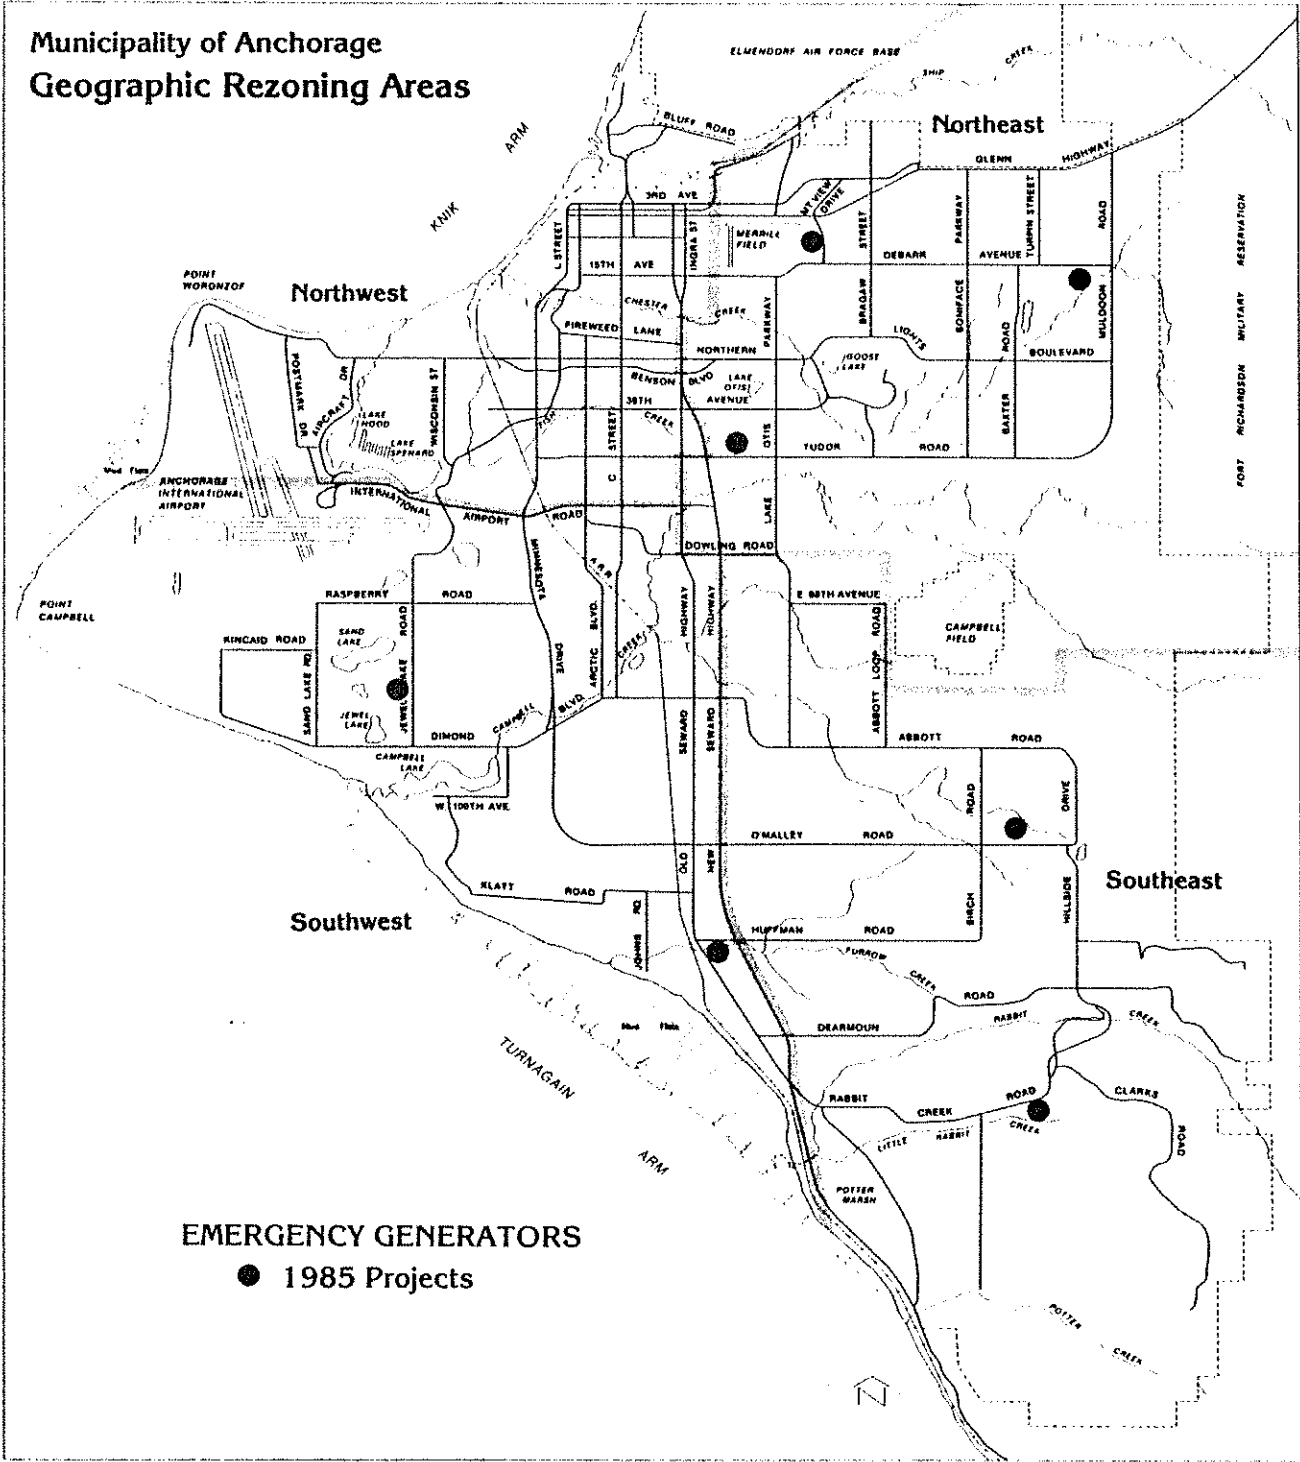 Municipality of Anchorage
Geographic Rezoning Areas
ELMENDORF AIR FORCE BASE
SHIP
CREEK
KNIK
ARM
BLUFF ROAD
Northeast
GLENN
HIGHWAY
3RD AVE
MT VIEW
DRIVE
L STREET
INGRA ST
MERRILL
FIELD
STREET
BRAGAW
PARKWAY
BONIFACE
TURPIN STREET
ROAD
MULDOON
FORT RICHARDSON MILITARY RESERVATION
15TH AVE
DEBARR
AVENUE
POINT
WORONZOF
Northwest
CHESTER
CREEK
FIREWEED LANE
PARKWAY
NORTHERN
LIGHTS
BOULEVARD
GOOSE
LAKE
ROAD
BAXTER
BENSON BLVD
LAKE
OTIS
36TH
AVENUE
POSTMARK DR.
AIRCRAFT DR
WISCONSIN ST
LAKE
HOOD
LAKE
SPENARD
FISH
CREEK
STREET
C
OTIS
LAKE
TUDOR
ROAD
Mud Flats
ANCHORAGE
INTERNATIONAL
AIRPORT
INTERNATIONAL
AIRPORT
ROAD
DOWLING ROAD
MINNESOTA
DRIVE
A.R.R.
ARCTIC BLVD.
POINT
CAMPBELL
RASPBERRY
ROAD
E 68TH AVENUE
KINCAID ROAD
SAND
LAKE
SAND LAKE RD
JEWEL LAKE ROAD
JEWEL
LAKE
CREEK
HIGHWAY
HIGHWAY
SEWARD
SEWARD
ABBOTT LOOP ROAD
CAMPBELL
FIELD
DIMOND
CAMPBELL
BLVD
CAMPBELL
LAKE
ABBOTT
ROAD
W. 100TH AVE
ROAD
DRIVE
O'MALLEY
ROAD
OLD
NEW
KLATT
ROAD
BIRCH
HILLSIDE
Southeast
Southwest
JOHNS RD
HUFFMAN
ROAD
FURROW
CREEK
ROAD
RABBIT
CREEK
Mud Flats
DEARMOUN
TURNAGAIN
ARM
RABBIT
CREEK
ROAD
CLARKS
ROAD
LITTLE
RABBIT
CREEK
POTTER
MARSH
EMERGENCY GENERATORS
1985 Projects
POTTER
CREEK